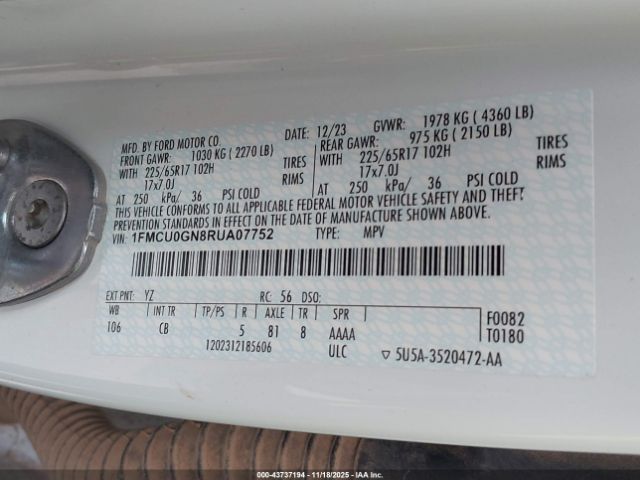 MFD. BY FORD MOTOR CO.
DATE: 12/23 GVWR: 1978 KG ( 4360 LB)
FRONT GAWR: 1030 KG ( 2270 LB) REAR GAWR: 975 KG ( 2150 LB)
WITH 225/65R17 102H TIRES WITH 225/65R17 102H TIRES
17x7.0J RIMS 17x7.0J RIMS
AT 250 kPa/ 36 PSI COLD AT 250 kPa/ 36 PSI COLD
THIS VEHICLE CONFORMS TO ALL APPLICABLE FEDERAL MOTOR VEHICLE SAFETY AND THEFT
PREVENTION STANDARDS IN EFFECT ON THE DATE OF MANUFACTURE SHOWN ABOVE.
VIN: 1FMCU0GN8RUA07752 TYPE: MPV
EXT PNT: YZ RC: 56 DSO:
WB INT TR TP/PS R AXLE TR SPR F0082
106 CB 5 81 8 AAAA T0180
1202312185606 ULC ▽ 5U5A-3520472-AA
000-43737194 - 11/18/2025 - IAA Inc.